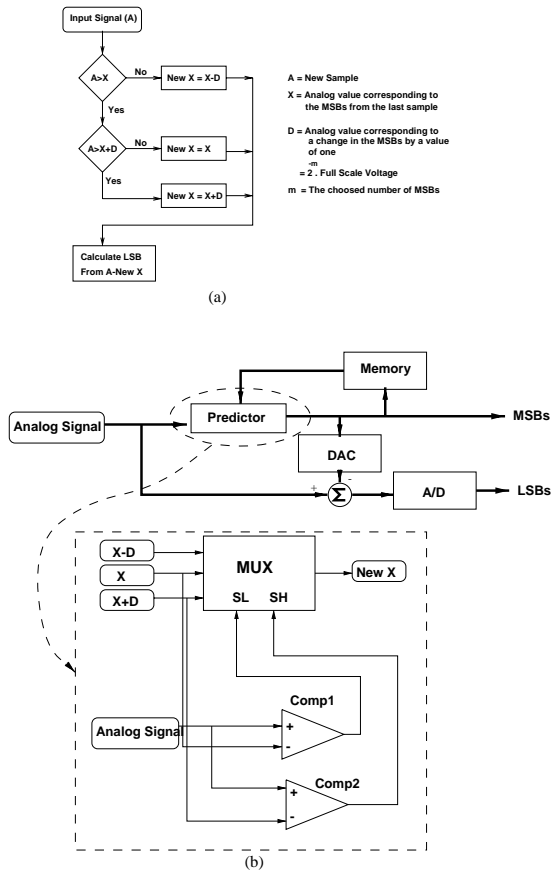 Input Signal (A)
A>X
No
New X = X-D
Yes
A>X+D
No
New X = X
Yes
New X = X+D
Calculate LSB
From A-New X
A = New Sample
X = Analog value corresponding to
the MSBs from the last sample
D = Analog value corresponding to
a change in the MSBs by a value
of one
-m
= 2 . Full Scale Voltage
m = The choosed number of MSBs
(a)
Memory
Analog Signal
Predictor
MSBs
DAC
+
-
Σ
A/D
LSBs
X-D
X
X+D
MUX
SL SH
New X
Comp1
Analog Signal
+
-
Comp2
+
-
(b)